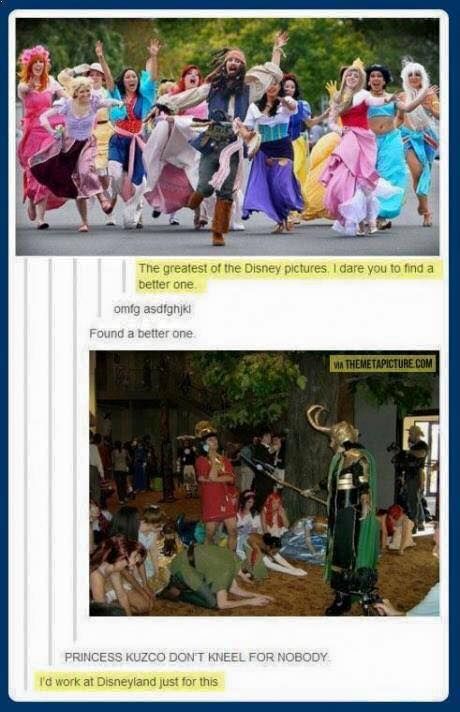 The greatest of the Disney pictures. I dare you to find a
better one.
omfg asdfghjkl
Found a better one.
VIA THEMETAPICTURE.COM
PRINCESS KUZCO DON'T KNEEL FOR NOBODY.
I'd work at Disneyland just for this